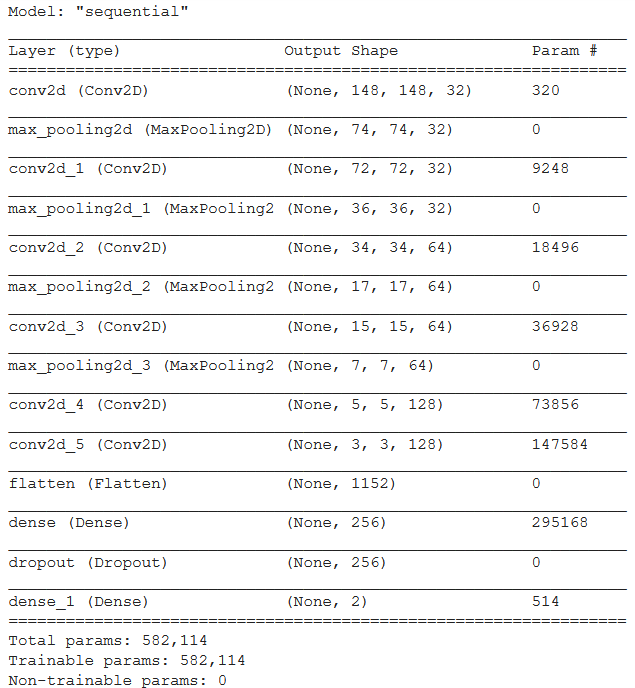 Model: "sequential"
Layer (type) Output Shape Param #
conv2d (Conv2D) (None, 148, 148, 32) 320
max_pooling2d (MaxPooling2D) (None, 74, 74, 32) 0
conv2d_1 (Conv2D) (None, 72, 72, 32) 9248
max_pooling2d_1 (MaxPooling2 (None, 36, 36, 32) 0
conv2d_2 (Conv2D) (None, 34, 34, 64) 18496
max_pooling2d_2 (MaxPooling2 (None, 17, 17, 64) 0
conv2d_3 (Conv2D) (None, 15, 15, 64) 36928
max_pooling2d_3 (MaxPooling2 (None, 7, 7, 64) 0
conv2d_4 (Conv2D) (None, 5, 5, 128) 73856
conv2d_5 (Conv2D) (None, 3, 3, 128) 147584
flatten (Flatten) (None, 1152) 0
dense (Dense) (None, 256) 295168
dropout (Dropout) (None, 256) 0
dense_1 (Dense) (None, 2) 514
Total params: 582,114
Trainable params: 582,114
Non-trainable params: 0